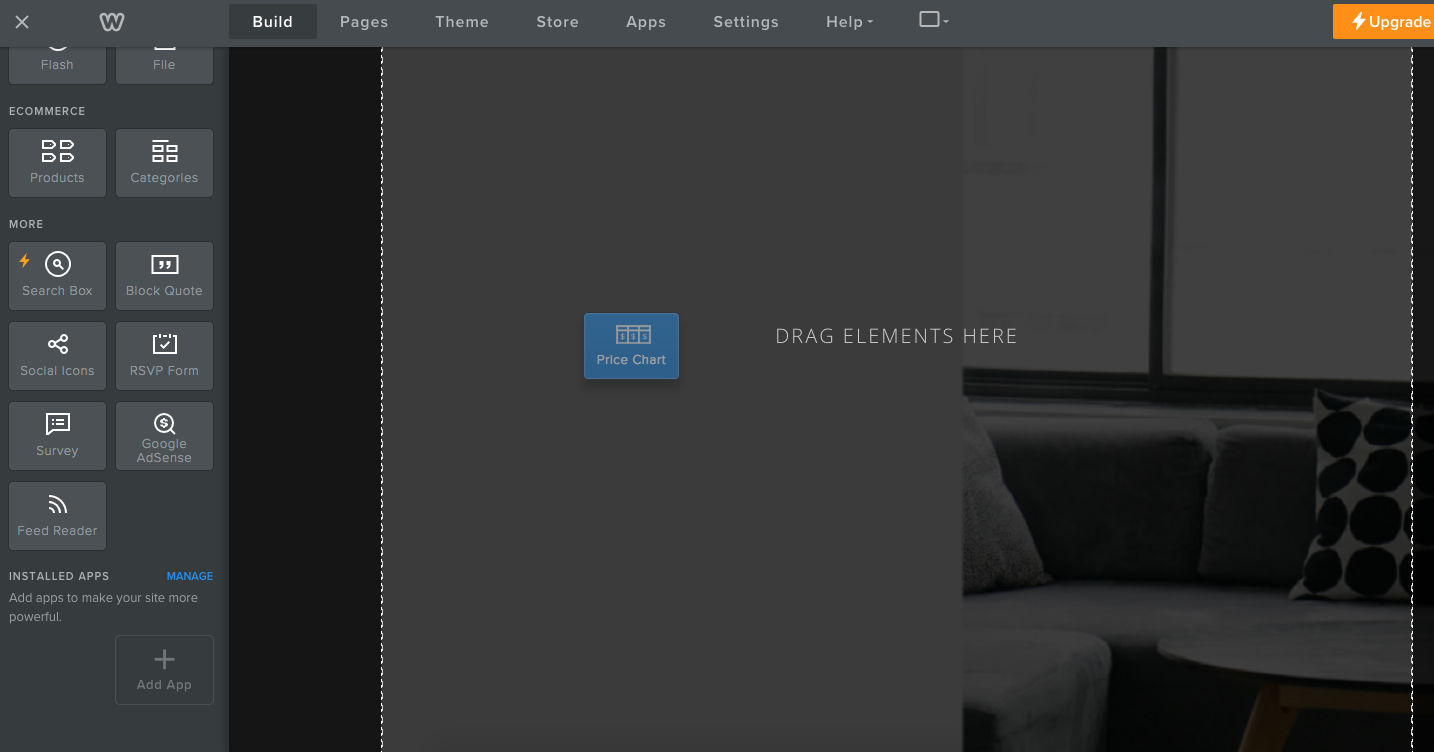 Build
Pages
Theme
Store
Apps
Settings
Help
Upgrade
Flash
File
ECOMMERCE
Products
Categories
MORE
Search Box
Block Quote
Social Icons
RSVP Form
Survey
Google
AdSense
Feed Reader
INSTALLED APPS
MANAGE
Add apps to make your site more
powerful.
Add App
Price Chart
DRAG ELEMENTS HERE